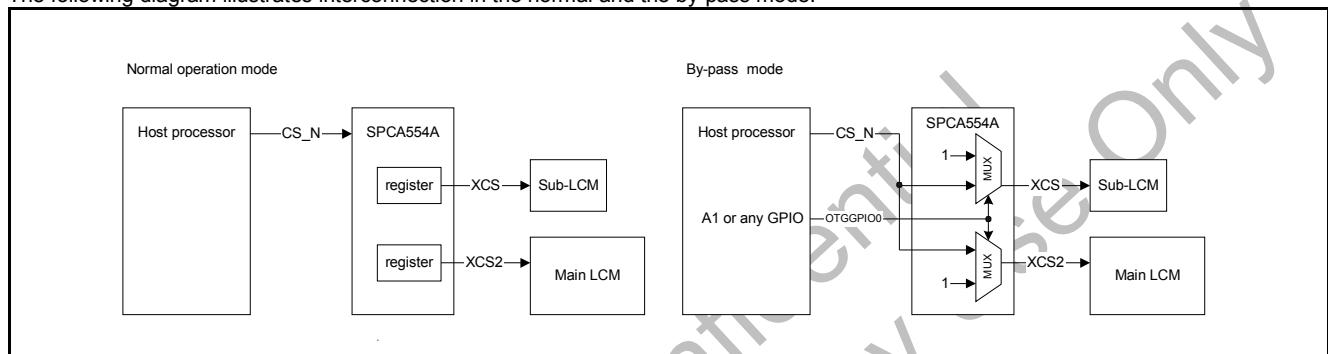 The following diagram illustrates interconnection in the normal and the by-pass mode.
Normal operation mode
Host processor
CS_N
SPCA554A
register
XCS
Sub-LCM
register
XCS2
Main LCM
By-pass mode
Host processor
CS_N
SPCA554A
1
MUX
XCS
Sub-LCM
A1 or any GPIO
OTGGPIO0
MUX
XCS2
1
Main LCM
Use Only